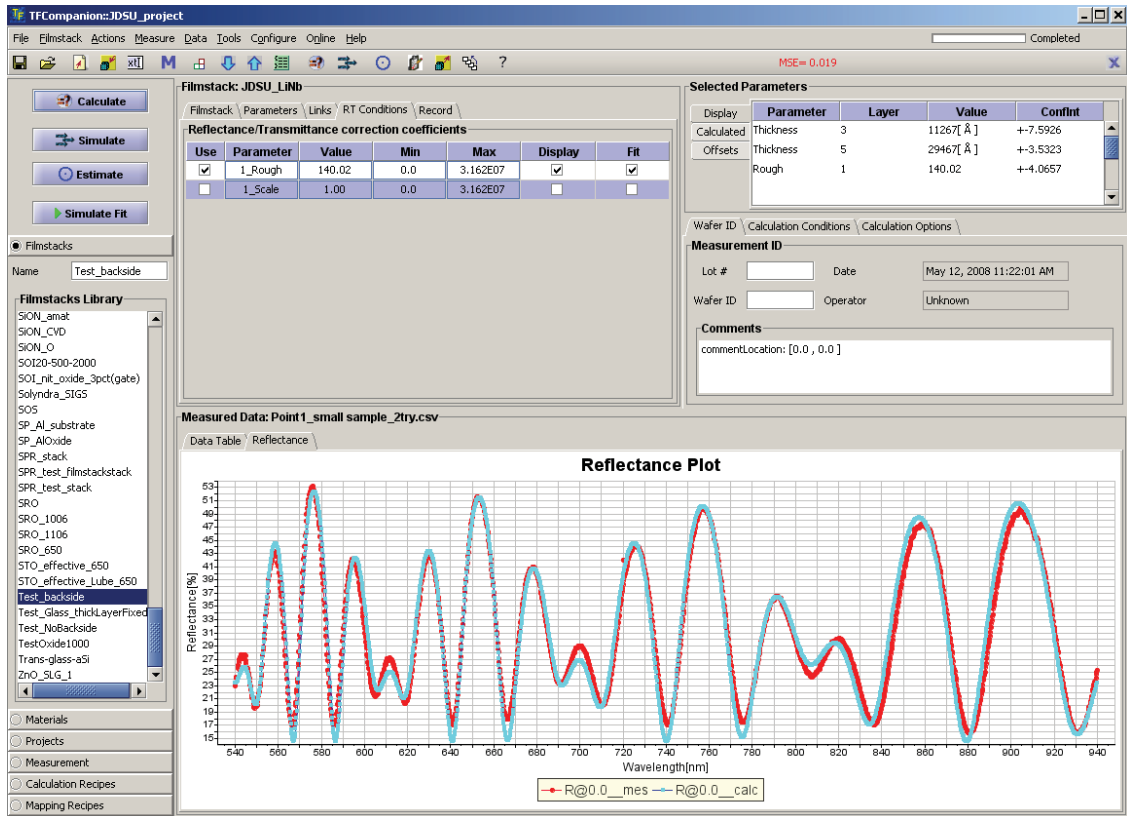 TFCompanion::JDSU_project
File Filmstack Actions Measure Data Tools Configure Online Help Completed
xtl M ? MSE= 0.019 X
Calculate
Simulate
Estimate
Simulate Fit
Filmstacks
Name Test_backside
Filmstacks Library
SiON_amat
SiON_CVD
SiON_O
SOI20-500-2000
SOI_nit_oxide_3pct(gate)
Solyndra_SIGS
SOS
SP_Al_substrate
SP_AlOxide
SPR_stack
SPR_test_filmstackstack
SPR_test_stack
SRO
SRO_1006
SRO_1106
SRO_650
STO_effective_650
STO_effective_Lube_650
Test_backside
Test_Glass_thickLayerFixed
Test_NoBackside
TestOxide1000
Trans-glass-aSi
ZnO_SLG_1
Materials
Projects
Measurement
Calculation Recipes
Mapping Recipes
Filmstack: JDSU_LiNb
Filmstack Parameters Links RT Conditions Record
Reflectance/Transmittance correction coefficients
Use Parameter Value Min Max Display Fit
1_Rough 140.02 0.0 3.162E07
1_Scale 1.00 0.0 3.162E07
Selected Parameters
Display
Calculated
Offsets
Parameter Layer Value ConfInt
Thickness 3 11267[ Å ] +-7.5926
Thickness 5 29467[ Å ] +-3.5323
Rough 1 140.02 +-4.0657
Wafer ID Calculation Conditions Calculation Options
Measurement ID
Lot # Date May 12, 2008 11:22:01 AM
Wafer ID Operator Unknown
Comments
commentLocation: [0.0 , 0.0 ]
Measured Data: Point1_small sample_2try.csv
Data Table Reflectance
Reflectance Plot
Reflectance[%]
53
51
49
47
45
43
41
39
37
35
33
31
29
27
25
23
21
19
17
15
540 560 580 600 620 640 660 680 700 720 740 760 780 800 820 840 860 880 900 920 940
Wavelength[nm]
R@0.0__mes R@0.0__calc